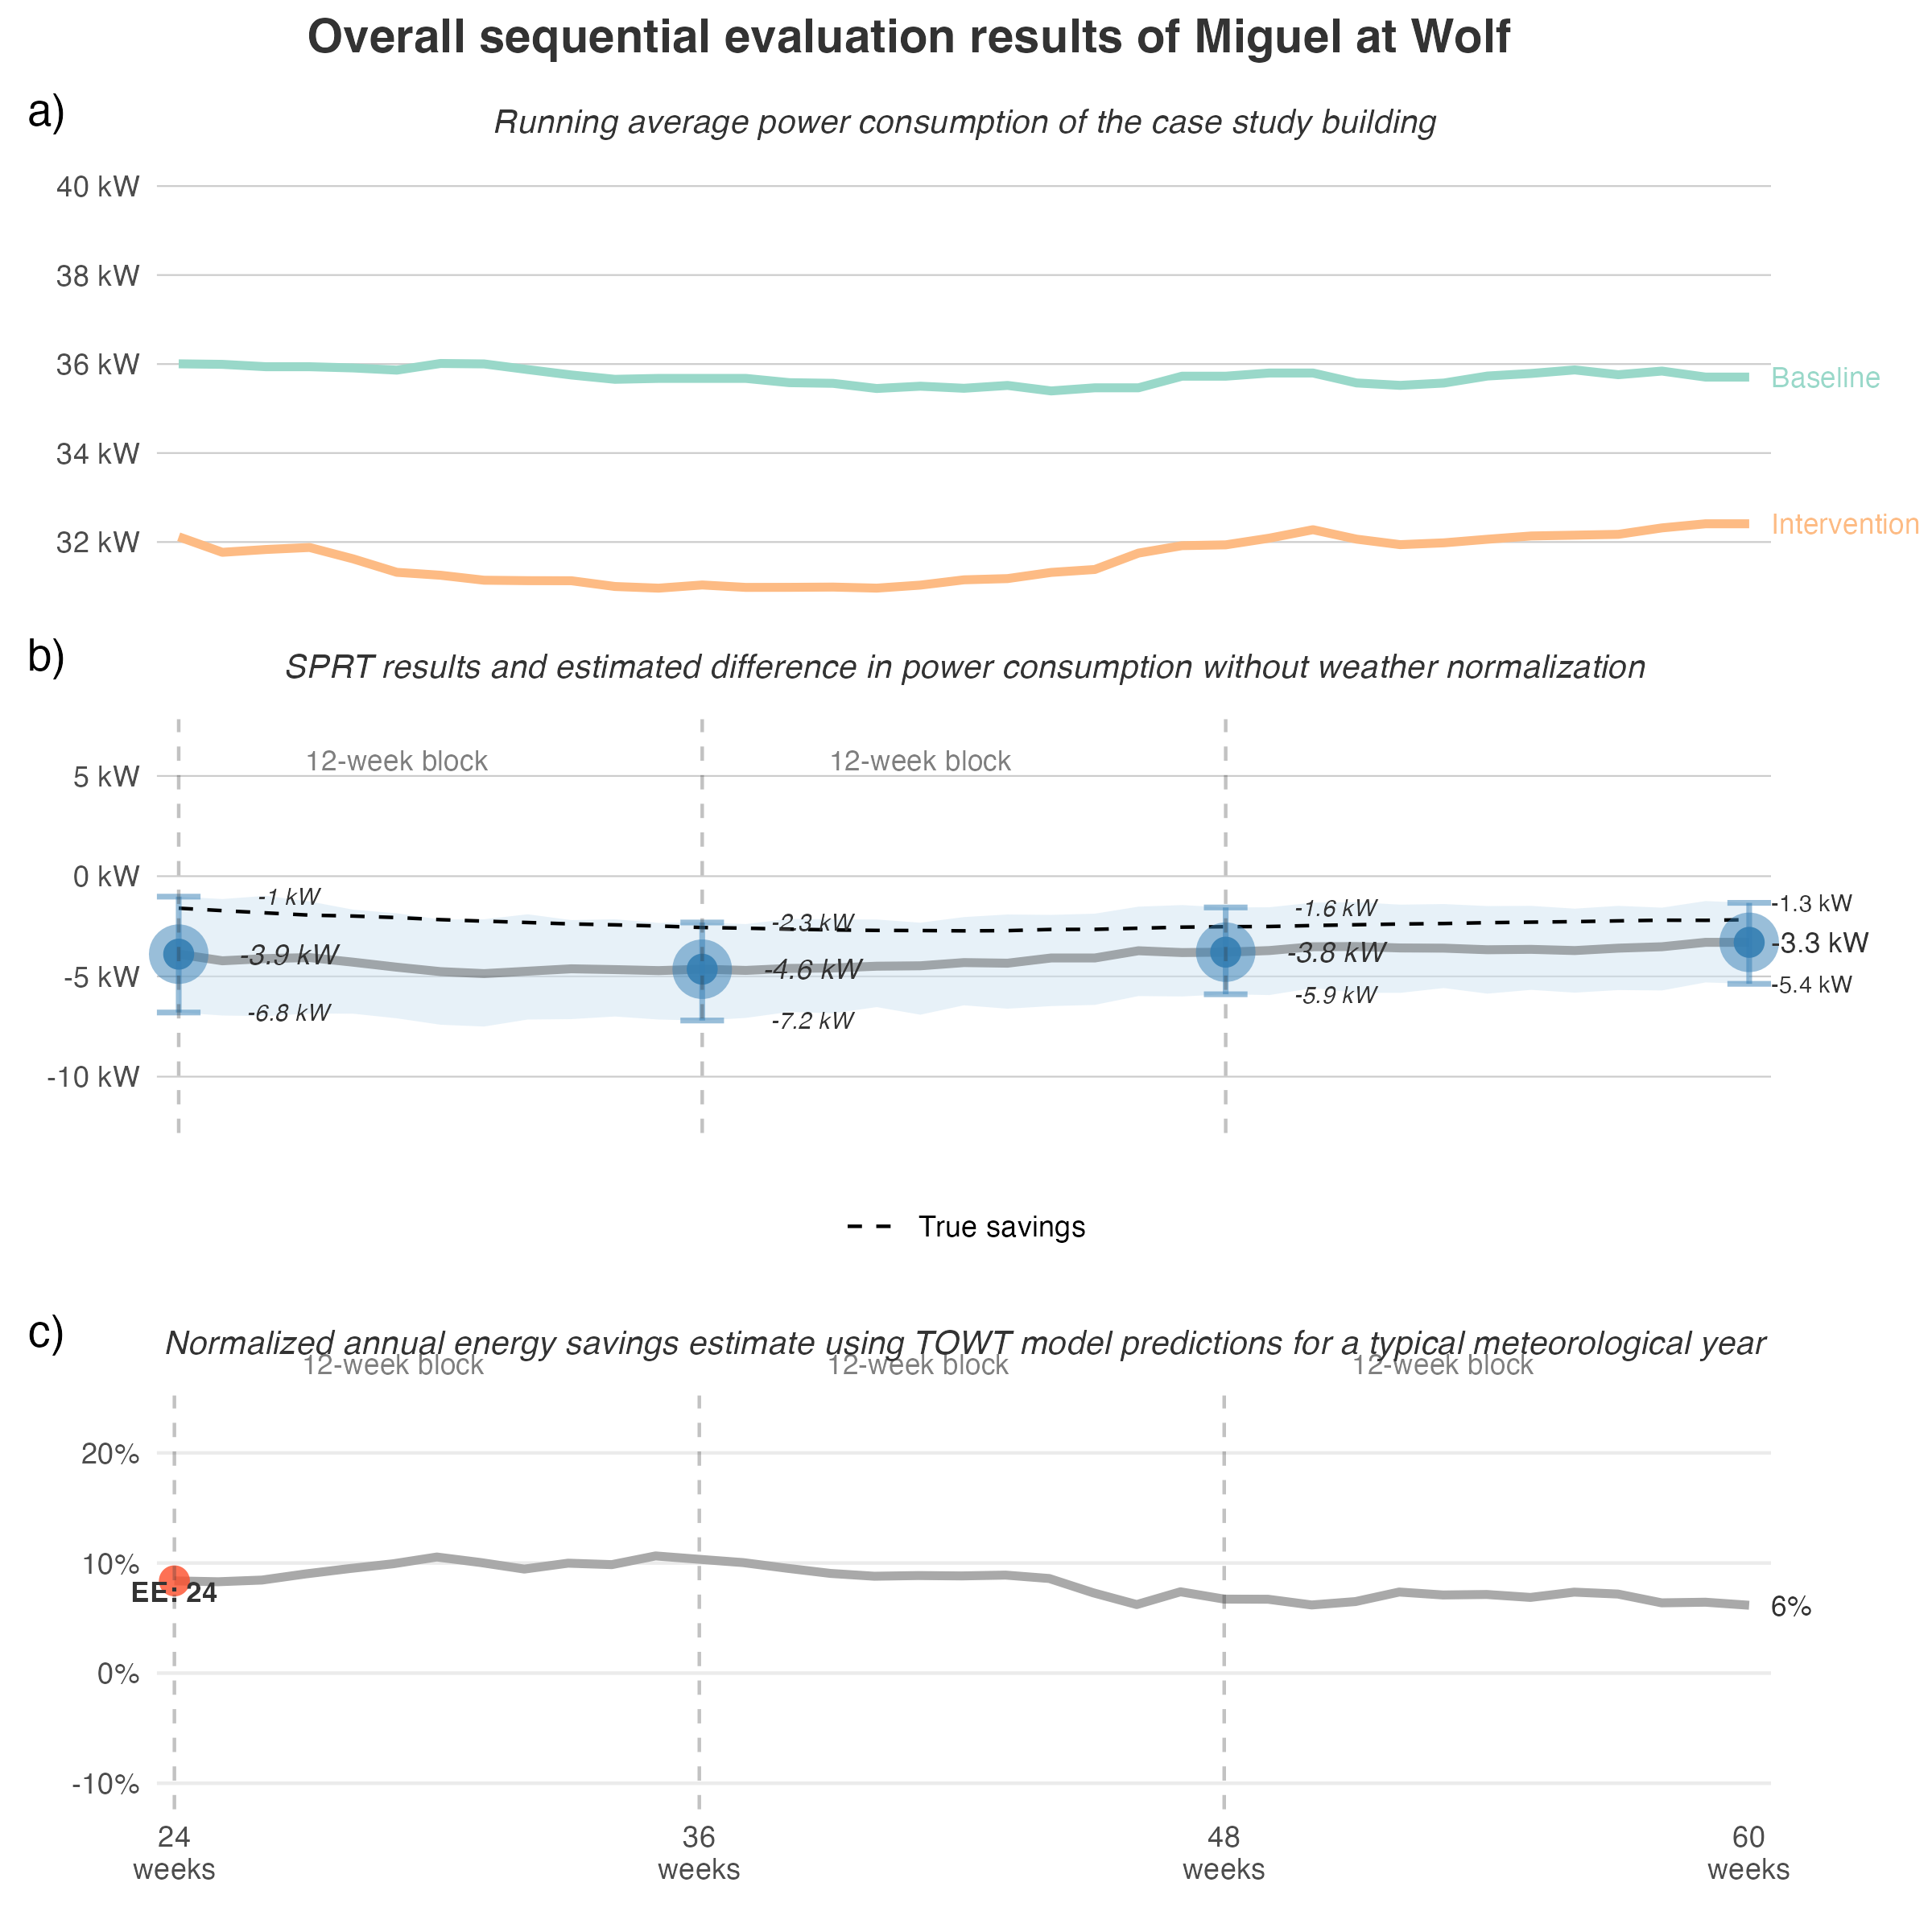 Overall sequential evaluation results of Miguel at Wolf
a)
Running average power consumption of the case study building
40 kW
38 kW
36 kW
34 kW
32 kW
Baseline
Intervention
b)
SPRT results and estimated difference in power consumption without weather normalization
12-week block
12-week block
5 kW
0 kW
-5 kW
-10 kW
-1 kW
-3.9 kW
-6.8 kW
-2.3 kW
-4.6 kW
-7.2 kW
-1.6 kW
-3.8 kW
-5.9 kW
-1.3 kW
-3.3 kW
-5.4 kW
True savings
c)
Normalized annual energy savings estimate using TOWT model predictions for a typical meteorological year
12-week block
12-week block
12-week block
20%
10%
0%
-10%
EE: 24
6%
24
weeks
36
weeks
48
weeks
60
weeks